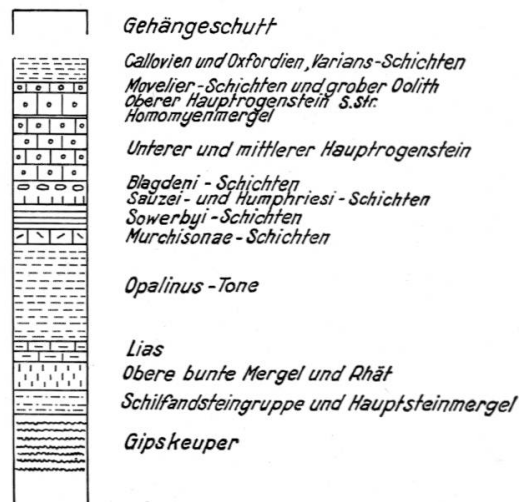 Gehängeschutt
Callovien und Oxfordien, Varians-Schichten
Movelier-Schichten und grober Oolith
Oberer Hauptrogenstein s.str.
Homomyenmergel
Unterer und mittlerer Hauptrogenstein
Blagdeni - Schichten
Sauzei- und Humphriesi - Schichten
Sowerbyi - Schichten
Murchisonae - Schichten
Opalinus - Tone
Lias
Obere bunte Mergel und Rhät
Schilfandsteingruppe und Hauptsteinmergel
Gipskeuper